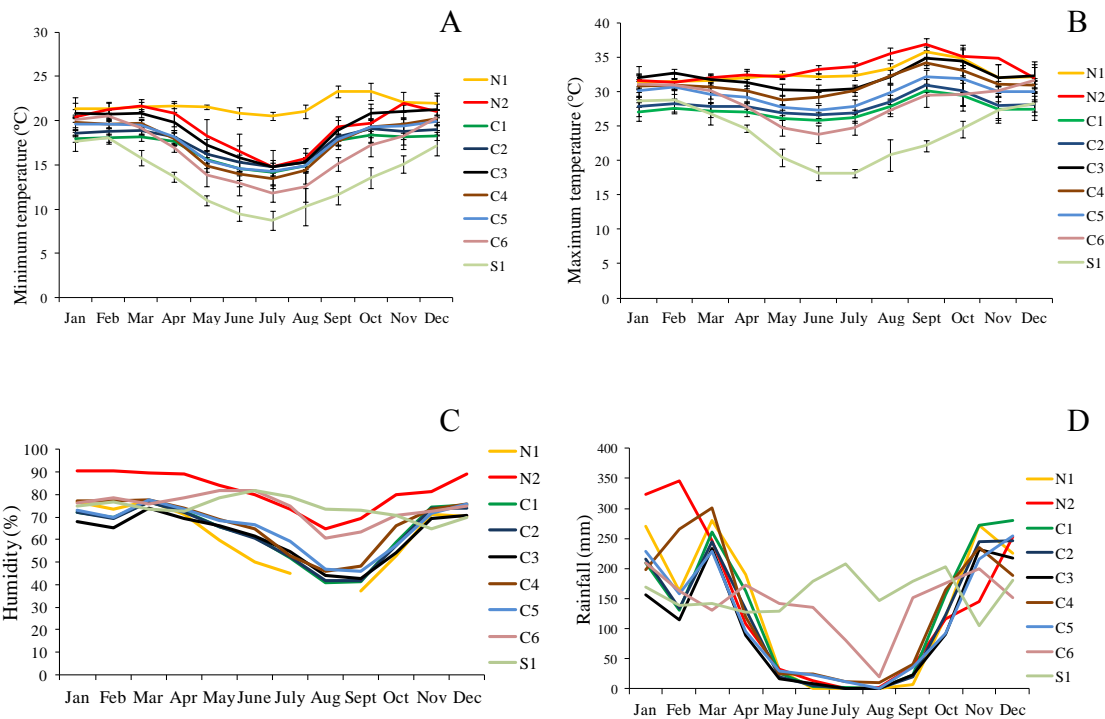 A
30
25
20
15
10
5
0
Minimum temperature (°C)
Jan Feb Mar Apr May June July Aug Sept Oct Nov Dec
N1
N2
C1
C2
C3
C4
C5
C6
S1
B
40
35
30
25
20
15
10
5
0
Maximum temperature (°C)
Jan Feb Mar Apr May June July Aug Sept Oct Nov Dec
N1
N2
C1
C2
C3
C4
C5
C6
S1
C
100
90
80
70
60
50
40
30
20
10
0
Humidity (%)
Jan Feb Mar Apr May June July Aug Sept Oct Nov Dec
N1
N2
C1
C2
C3
C4
C5
C6
S1
D
400
350
300
250
200
150
100
50
0
Rainfall (mm)
Jan Feb Mar Apr May June July Aug Sept Oct Nov Dec
N1
N2
C1
C2
C3
C4
C5
C6
S1